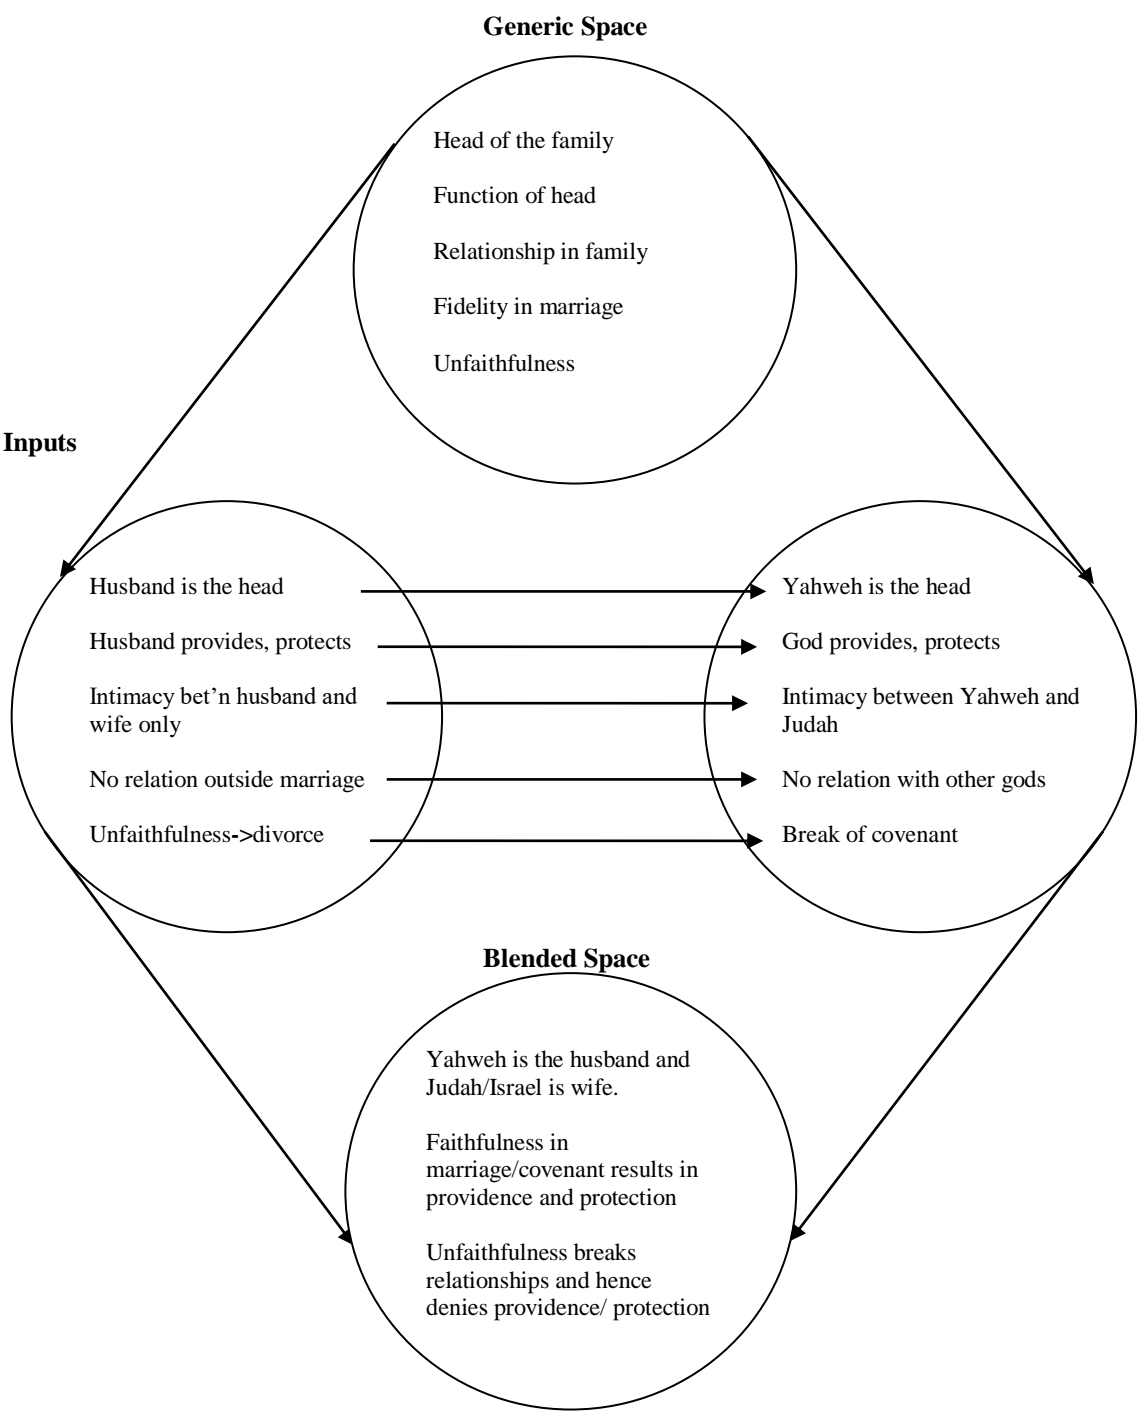 Generic Space
Head of the family
Function of head
Relationship in family
Fidelity in marriage
Unfaithfulness
Inputs
Husband is the head
Husband provides, protects
Intimacy bet’n husband and
wife only
No relation outside marriage
Unfaithfulness->divorce
Yahweh is the head
God provides, protects
Intimacy between Yahweh and
Judah
No relation with other gods
Break of covenant
Blended Space
Yahweh is the husband and
Judah/Israel is wife.
Faithfulness in
marriage/covenant results in
providence and protection
Unfaithfulness breaks
relationships and hence
denies providence/ protection